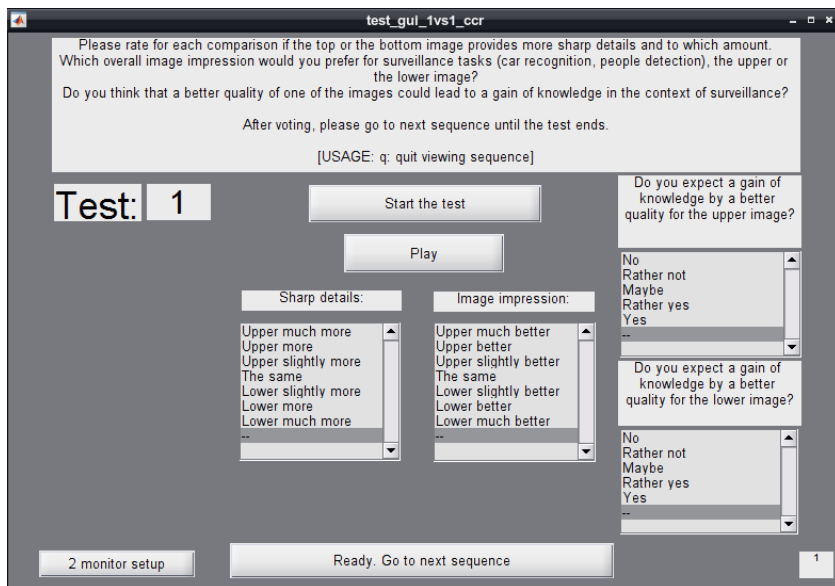 test_gui_1vs1_ccr
Please rate for each comparison if the top or the bottom image provides more sharp details and to which amount.
Which overall image impression would you prefer for surveillance tasks (car recognition, people detection), the upper or
the lower image?
Do you think that a better quality of one of the images could lead to a gain of knowledge in the context of surveillance?
After voting, please go to next sequence until the test ends.
[USAGE: q: quit viewing sequence]
Test: 1
Start the test
Play
Sharp details:
Upper much more
Upper more
Upper slightly more
The same
Lower slightly more
Lower more
Lower much more
--
Image impression:
Upper much better
Upper better
Upper slightly better
The same
Lower slightly better
Lower better
Lower much better
--
Do you expect a gain of
knowledge by a better
quality for the upper image?
No
Rather not
Maybe
Rather yes
Yes
--
Do you expect a gain of
knowledge by a better
quality for the lower image?
No
Rather not
Maybe
Rather yes
Yes
--
2 monitor setup
Ready. Go to next sequence
1